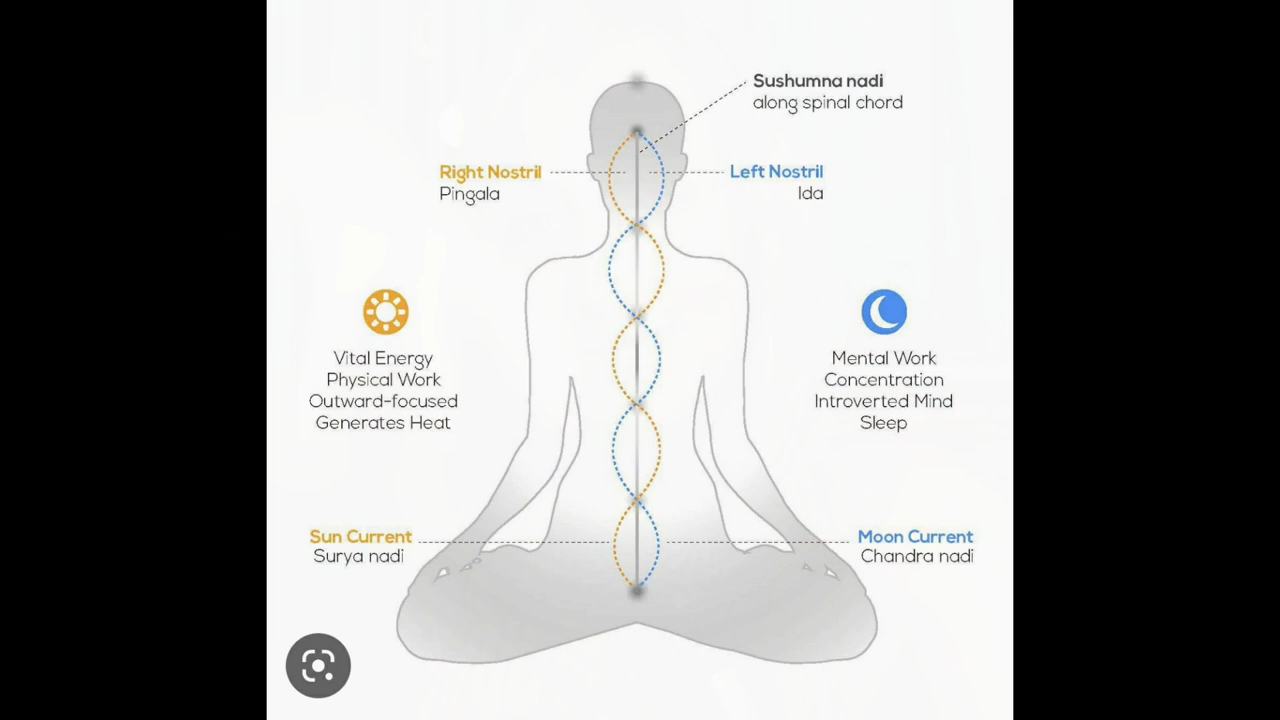 Sushumna nadi
along spinal chord
Right Nostril
Pingala
Left Nostril
Ida
Vital Energy
Physical Work
Outward-focused
Generates Heat
Mental Work
Concentration
Introverted Mind
Sleep
Sun Current
Surya nadi
Moon Current
Chandra nadi